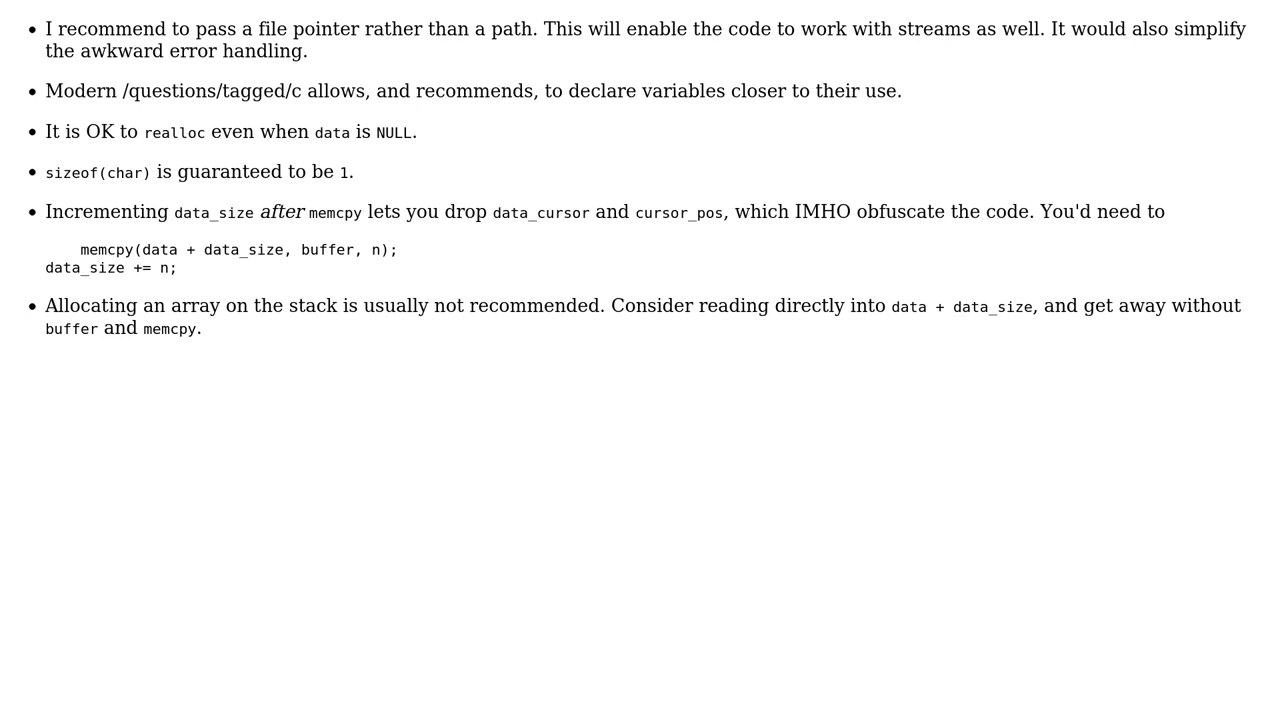 • I recommend to pass a file pointer rather than a path. This will enable the code to work with streams as well. It would also simplify
the awkward error handling.
• Modern /questions/tagged/c allows, and recommends, to declare variables closer to their use.
• It is OK to realloc even when data is NULL.
• sizeof(char) is guaranteed to be 1.
• Incrementing data_size after memcpy lets you drop data_cursor and cursor_pos, which IMHO obfuscate the code. You'd need to
    memcpy(data + data_size, buffer, n);
data_size += n;
• Allocating an array on the stack is usually not recommended. Consider reading directly into data + data_size, and get away without
buffer and memcpy.